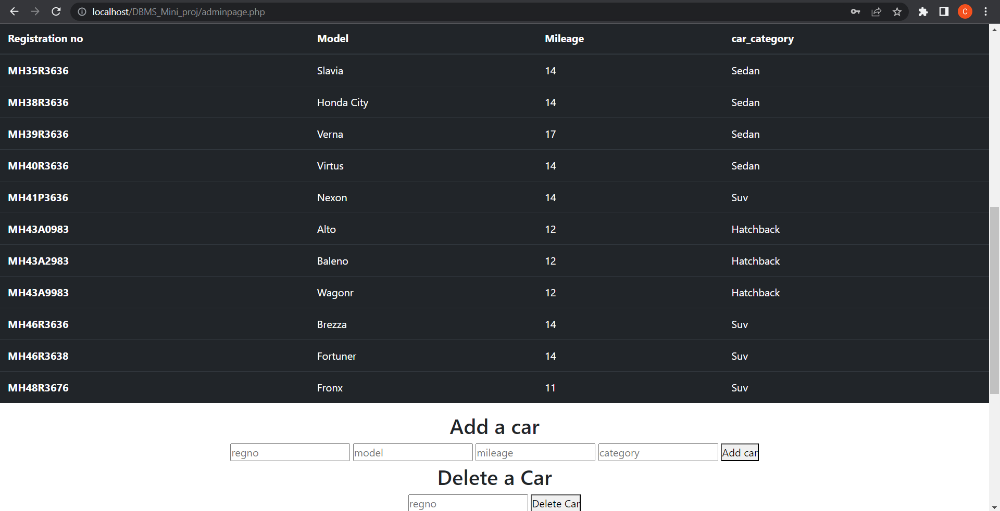 localhost/DBMS_Mini_proj/adminpage.php
C
Registration no Model Mileage car_category
MH35R3636 Slavia 14 Sedan
MH38R3636 Honda City 14 Sedan
MH39R3636 Verna 17 Sedan
MH40R3636 Virtus 14 Sedan
MH41P3636 Nexon 14 Suv
MH43A0983 Alto 12 Hatchback
MH43A2983 Baleno 12 Hatchback
MH43A9983 Wagonr 12 Hatchback
MH46R3636 Brezza 14 Suv
MH46R3638 Fortuner 14 Suv
MH48R3676 Fronx 11 Suv
Add a car
regno model mileage category Add car
Delete a Car
regno Delete Car